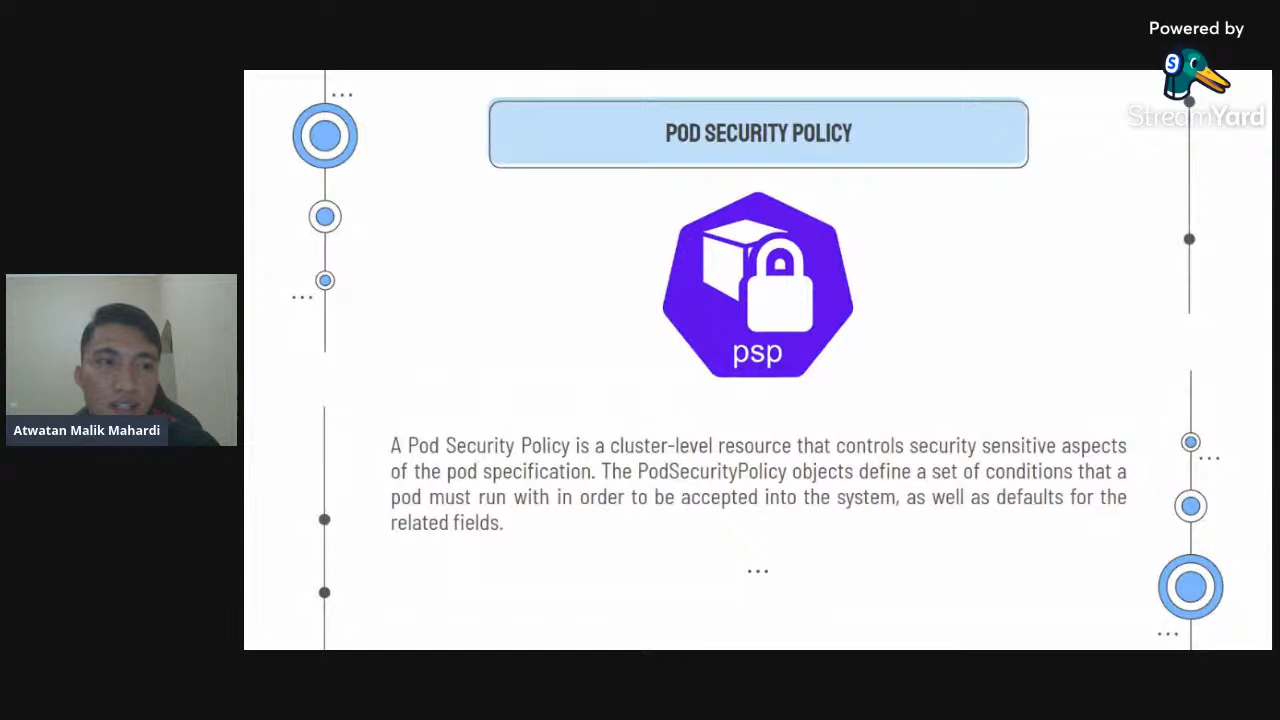 Powered by
StreamYard
POD SECURITY POLICY
psp
Atwatan Malik Mahardi
A Pod Security Policy is a cluster-level resource that controls security sensitive aspects
of the pod specification. The PodSecurityPolicy objects define a set of conditions that a
pod must run with in order to be accepted into the system, as well as defaults for the
related fields.